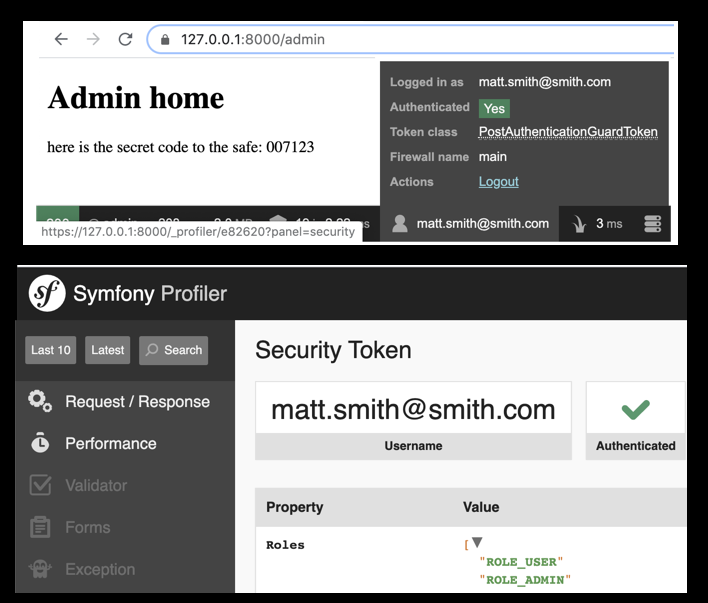 127.0.0.1:8000/admin
Admin home
here is the secret code to the safe: 007123
Logged in as matt.smith@smith.com
Authenticated Yes
Token class PostAuthenticationGuardToken
Firewall name main
Actions Logout
https://127.0.0.1:8000/_profiler/e82620?panel=security
matt.smith@smith.com 3 ms
sf Symfony Profiler
Last 10 Latest Search
Request / Response
Performance
Validator
Forms
Exception
Security Token
matt.smith@smith.com
Username Authenticated
Property Value
Roles [
"ROLE_USER"
"ROLE_ADMIN"